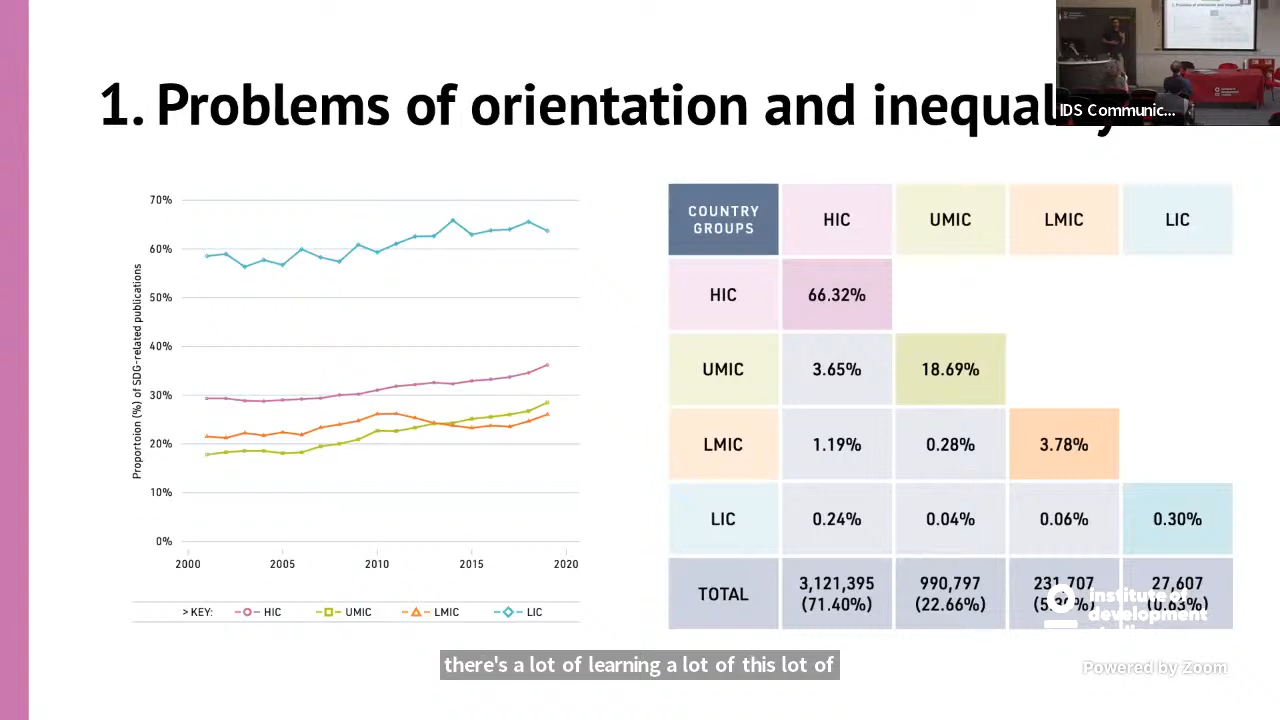 1. Problems of orientation and inequality
IDS Communic...
70%
60%
50%
40%
30%
20%
10%
0%
Proportoion (%) of SDG-related publications
2000 2005 2010 2015 2020
> KEY: HIC UMIC LMIC LIC
COUNTRY GROUPS HIC UMIC LMIC LIC
HIC 66.32%
UMIC 3.65% 18.69%
LMIC 1.19% 0.28% 3.78%
LIC 0.24% 0.04% 0.06% 0.30%
TOTAL 3,121,395 990,797 231,707 27,607
(71.40%) (22.66%) (0.63%)
institute of
development
there's a lot of learning a lot of this lot of
Powered by Zoom